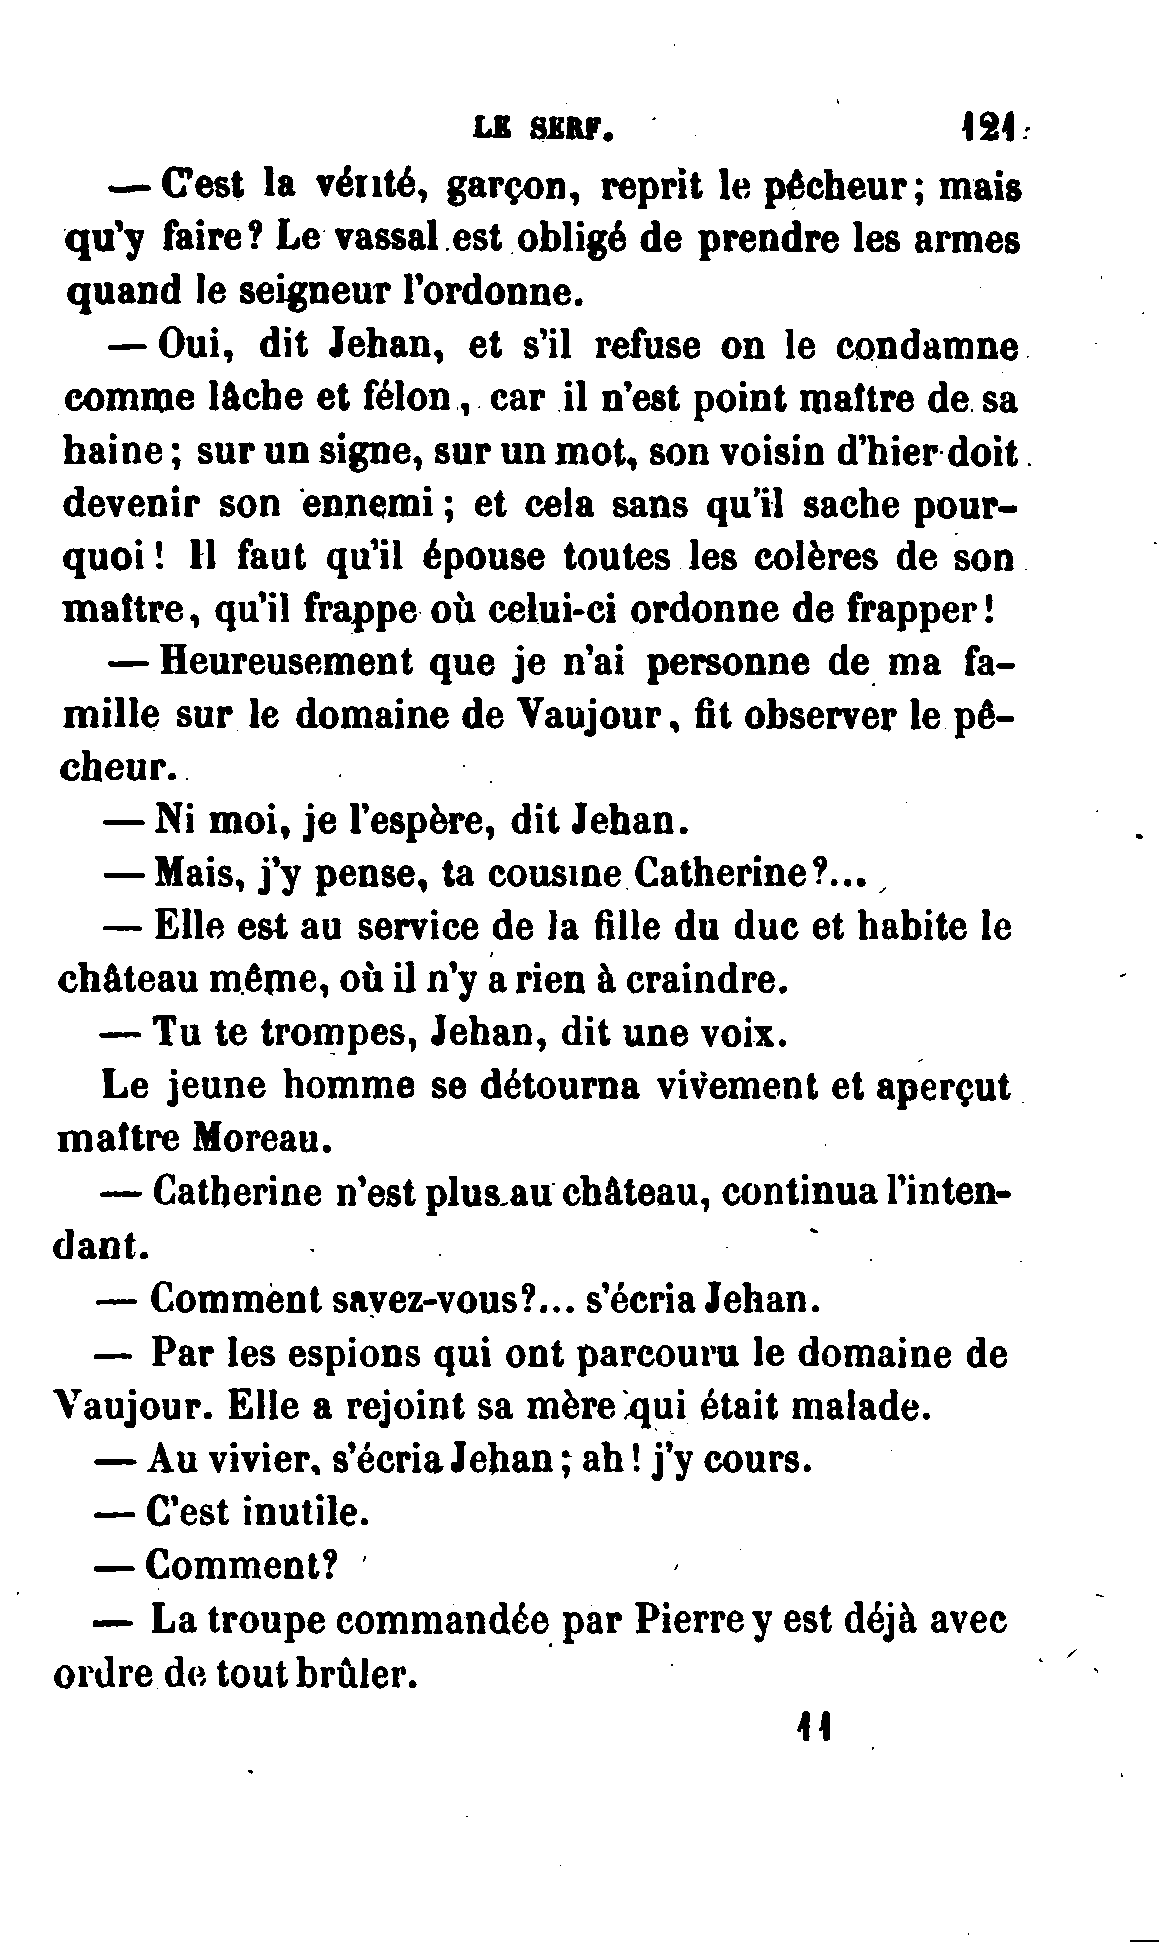 LE SERF. 121
— C'est la vérité, garçon, reprit le pêcheur; mais
qu'y faire? Le vassal est obligé de prendre les armes
quand le seigneur l'ordonne.
— Oui, dit Jehan, et s'il refuse on le condamne
comme lâche et félon, car il n'est point maître de sa
haine; sur un signe, sur un mot, son voisin d'hier doit
devenir son ennemi; et cela sans qu'il sache pour-
quoi! Il faut qu'il épouse toutes les colères de son
maître, qu'il frappe où celui-ci ordonne de frapper!
— Heureusement que je n'ai personne de ma fa-
mille sur le domaine de Vaujour, fit observer le pê-
cheur.
— Ni moi, je l'espère, dit Jehan.
— Mais, j'y pense, ta cousine Catherine?...
— Elle est au service de la fille du duc et habite le
château même, où il n'y a rien à craindre.
— Tu te trompes, Jehan, dit une voix.
Le jeune homme se détourna vivement et aperçut
maître Moreau.
— Catherine n'est plus au château, continua l'inten-
dant.
— Comment savez-vous?... s'écria Jehan.
— Par les espions qui ont parcouru le domaine de
Vaujour. Elle a rejoint sa mère qui était malade.
— Au vivier, s'écria Jehan; ah! j'y cours.
— C'est inutile.
— Comment?
— La troupe commandée par Pierre y est déjà avec
ordre de tout brûler.
11